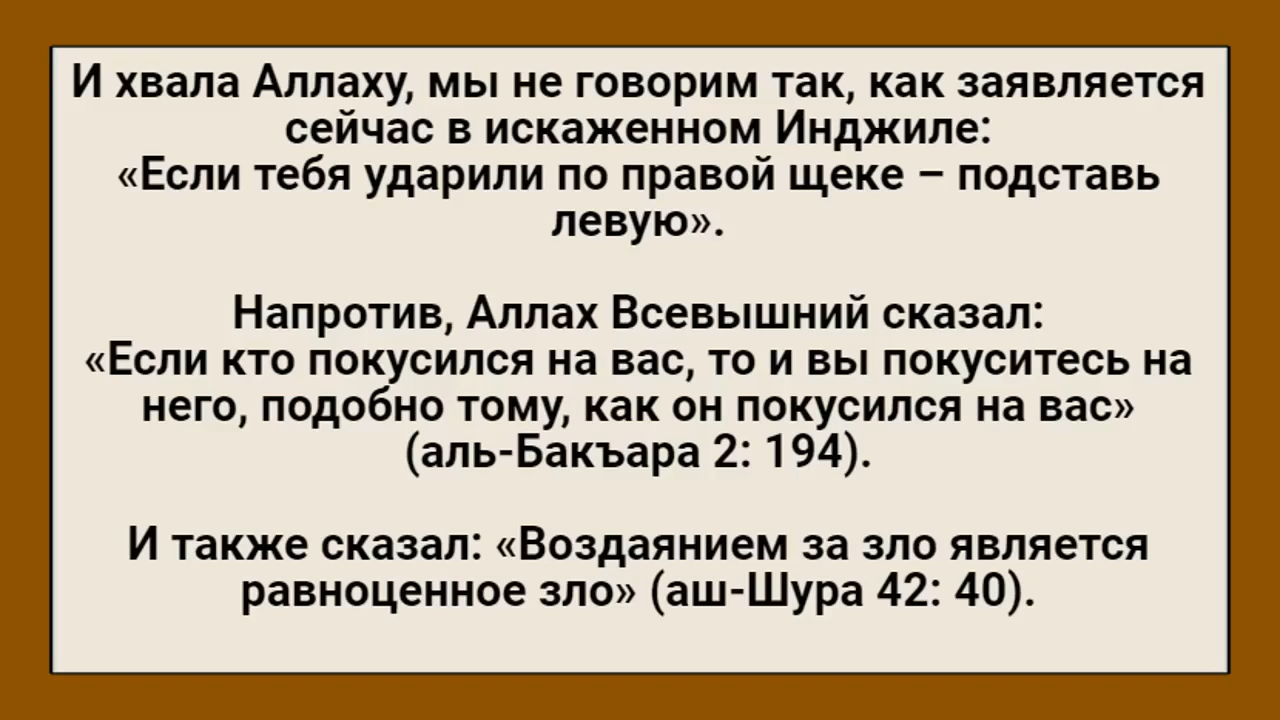 И хвала Аллаху, мы не говорим так, как заявляется
сейчас в искаженном Инджиле:
«Если тебя ударили по правой щеке – подставь
левую».
Напротив, Аллах Всевышний сказал:
«Если кто покусился на вас, то и вы покуситесь на
него, подобно тому, как он покусился на вас»
(аль-Бакъара 2: 194).
И также сказал: «Воздаянием за зло является
равноценное зло» (аш-Шура 42: 40).